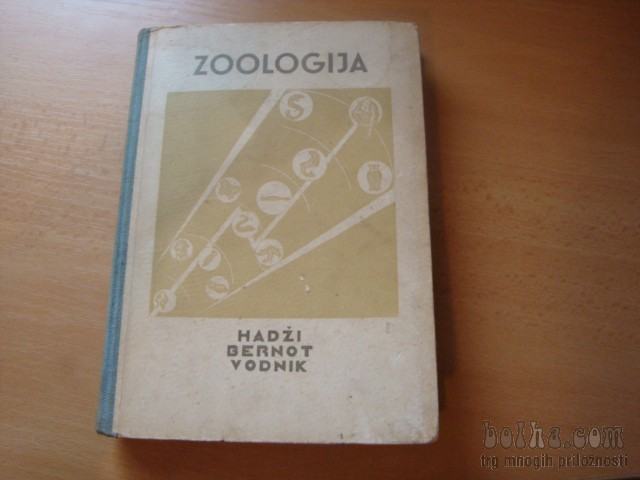 ZOOLOGIJA
HADŽI
BERNOT
VODNIK
bolha.com
trg mnogih priložnosti